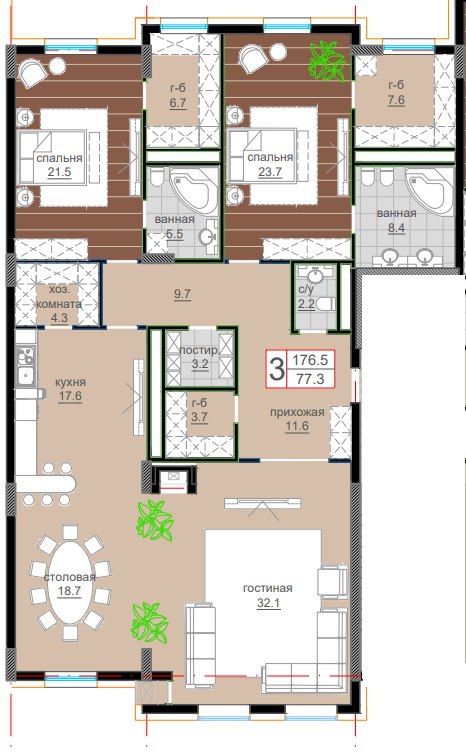 г-б
6.7
г-б
7.6
спальня
21.5
спальня
23.7
ванная
5.5
ванная
8.4
хоз.
комната
4.3
9.7
с/у
2.2
постир.
3.2
3
176.5
77.3
кухня
17.6
г-б
3.7
прихожая
11.6
столовая
18.7
гостиная
32.1